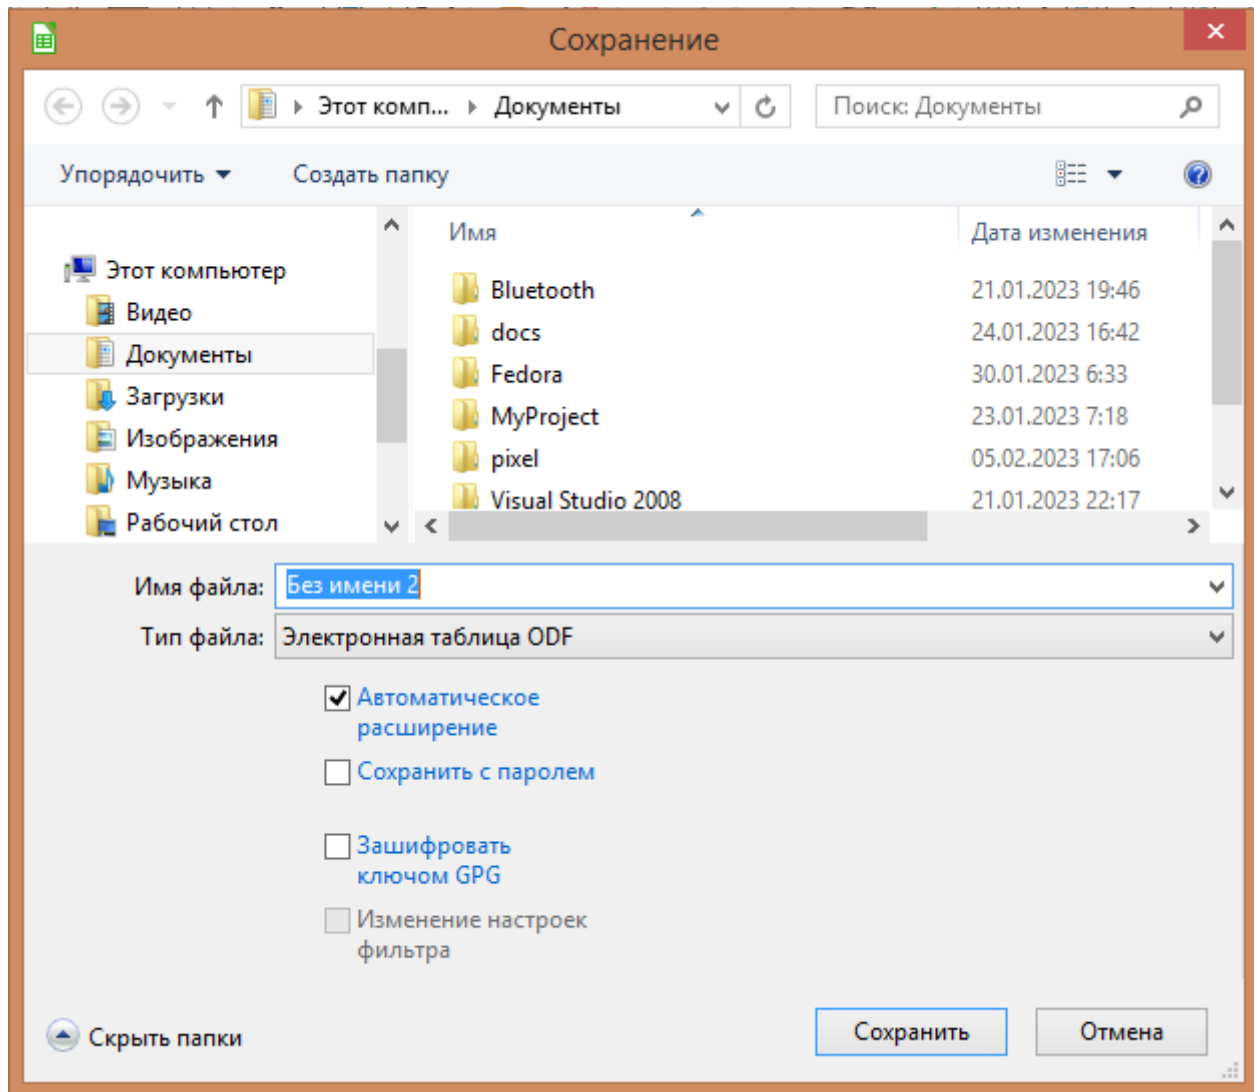 Сохранение
Этот комп... Документы
Поиск: Документы
Упорядочить Создать папку
Имя Дата изменения
Этот компьютер
Видео
Документы
Загрузки
Изображения
Музыка
Рабочий стол
Bluetooth 21.01.2023 19:46
docs 24.01.2023 16:42
Fedora 30.01.2023 6:33
MyProject 23.01.2023 7:18
pixel 05.02.2023 17:06
Visual Studio 2008 21.01.2023 22:17
Имя файла: Без имени 2
Тип файла: Электронная таблица ODF
Автоматическое
расширение
Сохранить с паролем
Зашифровать
ключом GPG
Изменение настроек
фильтра
Скрыть папки
Сохранить
Отмена